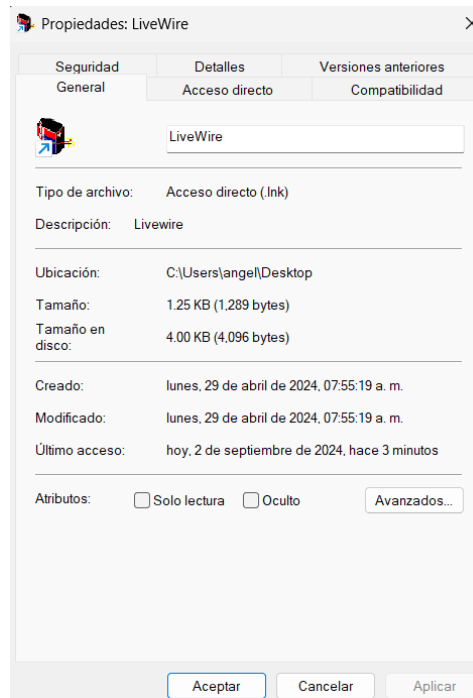 Propiedades: LiveWire
Seguridad Detalles Versiones anteriores
General Acceso directo Compatibilidad
LiveWire
Tipo de archivo: Acceso directo (.lnk)
Descripción: Livewire
Ubicación: C:\Users\angel\Desktop
Tamaño: 1.25 KB (1,289 bytes)
Tamaño en
disco: 4.00 KB (4,096 bytes)
Creado: lunes, 29 de abril de 2024, 07:55:19 a. m.
Modificado: lunes, 29 de abril de 2024, 07:55:19 a. m.
Último acceso: hoy, 2 de septiembre de 2024, hace 3 minutos
Atributos: Solo lectura Oculto Avanzados...
Aceptar Cancelar Aplicar